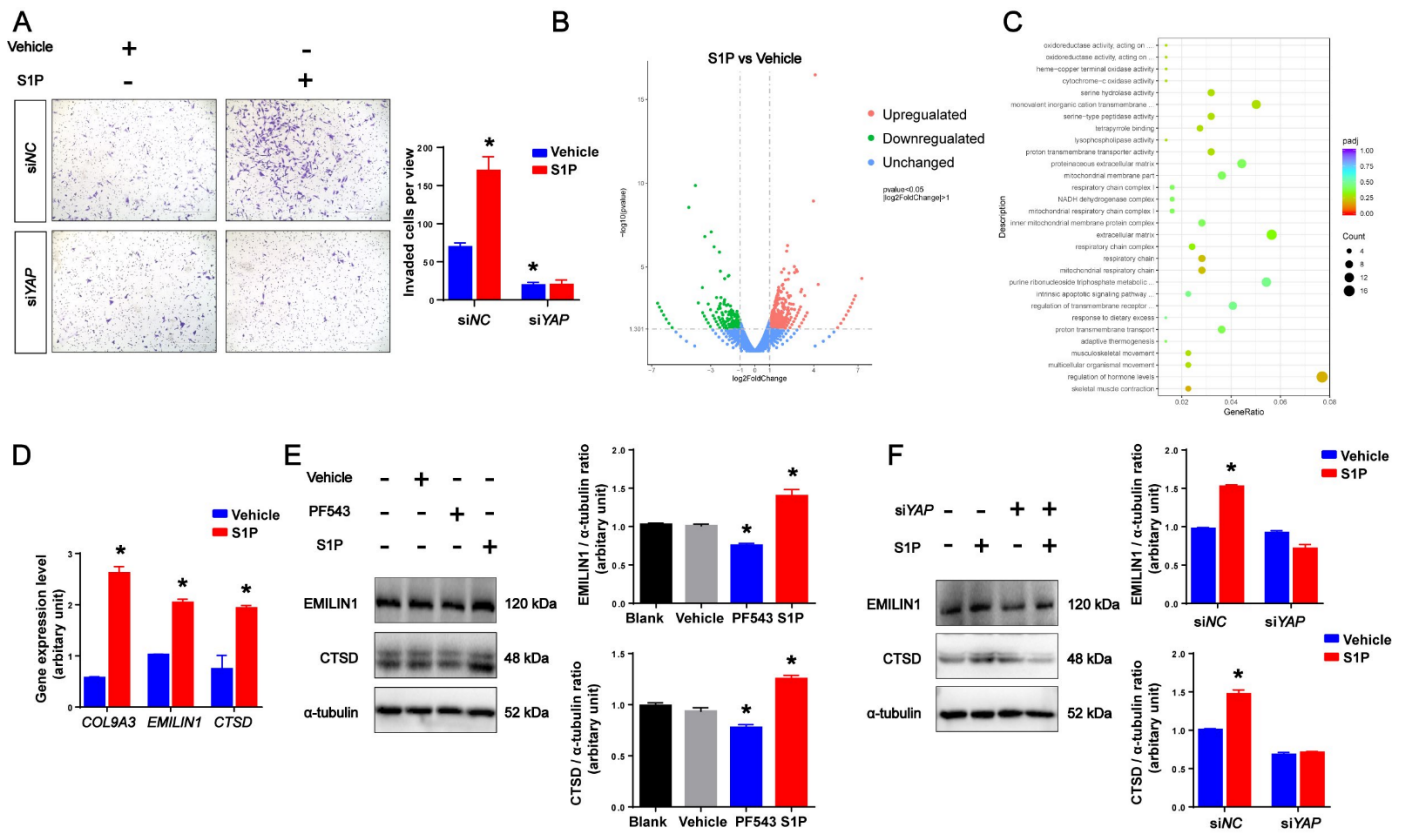 A
Vehicle + -
S1P - +
siNC
siYAP
Invaded cells per view
200
150
100
50
0
*
*
siNC siYAP
Vehicle
S1P
B
S1P vs Vehicle
-log10(pvalue)
15
10
5
1.301
-7 -3 -1 0 1 3 7
log2FoldChange
Upregualated
Downregualated
Unchanged
pvalue<0.05
|log2FoldChange|>1
C
Description
oxidoreductase activity, acting on ...
oxidoreductase activity, acting on ...
heme-copper terminal oxidase activity
cytochrome-c oxidase activity
serine hydrolase activity
monovalent inorganic cation transmembrane ...
serine-type peptidase activity
tetrapyrrole binding
lysophospholipase activity
proton transmembrane transporter activity
proteinaceous extracellular matrix
mitochondrial membrane part
respiratory chain complex I
NADH dehydrogenase complex
mitochondrial respiratory chain complex I
inner mitochondrial membrane protein complex
extracellular matrix
respiratory chain complex
respiratory chain
mitochondrial respiratory chain
purine ribonucleoside triphosphate metabolic ...
intrinsic apoptotic signaling pathway ...
regulation of transmembrane receptor ...
response to dietary excess
proton transmembrane transport
adaptive thermogenesis
musculoskeletal movement
multicellular organismal movement
regulation of hormone levels
skeletal muscle contraction
0.02 0.04 0.06 0.08
GeneRatio
padj
1.00
0.75
0.50
0.25
0.00
Count
4
8
12
16
D
Vehicle
S1P
Gene expression level
(arbitary unit)
3
2
1
0
* * *
COL9A3 EMILIN1 CTSD
E
Vehicle - + - -
PF543 - - + -
S1P - - - +
EMILIN1 120 kDa
CTSD 48 kDa
α-tubulin 52 kDa
EMILIN1 / α-tubulin ratio
(arbitary unit)
2.0
1.5
1.0
0.5
0.0
* *
Blank Vehicle PF543 S1P
CTSD / α-tubulin ratio
(arbitary unit)
1.5
1.0
0.5
0.0
* *
Blank Vehicle PF543 S1P
F
siYAP - - + +
S1P - + - +
EMILIN1 120 kDa
CTSD 48 kDa
α-tubulin 52 kDa
EMILIN1 / α-tubulin ratio
(arbitary unit)
2.0
1.5
1.0
0.5
0.0
*
siNC siYAP
Vehicle
S1P
CTSD / α-tubulin ratio
(arbitary unit)
2.0
1.5
1.0
0.5
0.0
*
siNC siYAP
Vehicle
S1P